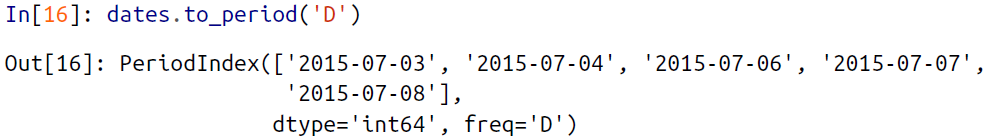 In[16]: dates.to_period('D')
Out[16]: PeriodIndex(['2015-07-03', '2015-07-04', '2015-07-06', '2015-07-07',
'2015-07-08'],
dtype='int64', freq='D')